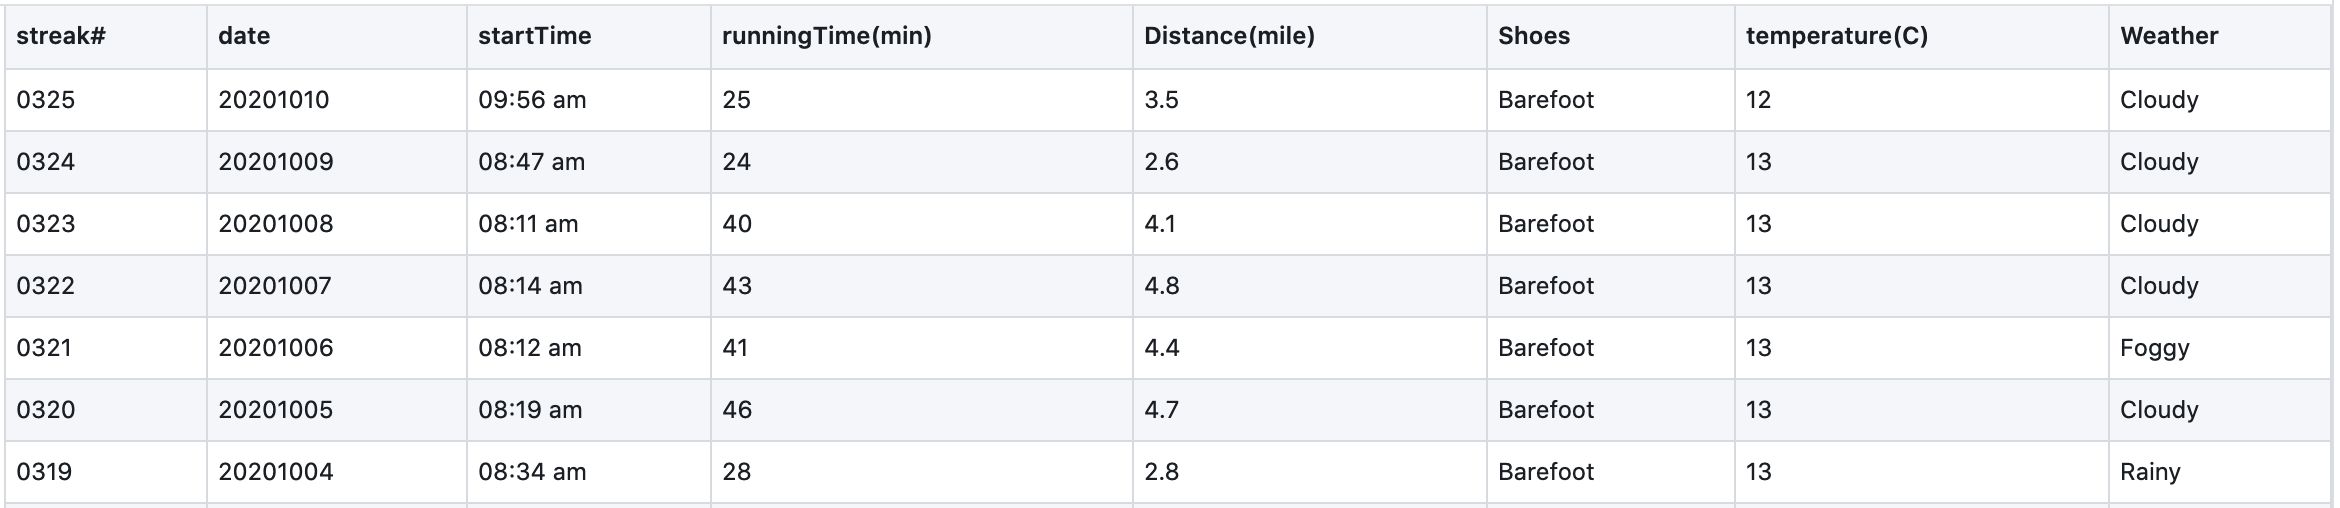 streak# date startTime runningTime(min) Distance(mile) Shoes temperature(C) Weather
0325 20201010 09:56 am 25 3.5 Barefoot 12 Cloudy
0324 20201009 08:47 am 24 2.6 Barefoot 13 Cloudy
0323 20201008 08:11 am 40 4.1 Barefoot 13 Cloudy
0322 20201007 08:14 am 43 4.8 Barefoot 13 Cloudy
0321 20201006 08:12 am 41 4.4 Barefoot 13 Foggy
0320 20201005 08:19 am 46 4.7 Barefoot 13 Cloudy
0319 20201004 08:34 am 28 2.8 Barefoot 13 Rainy